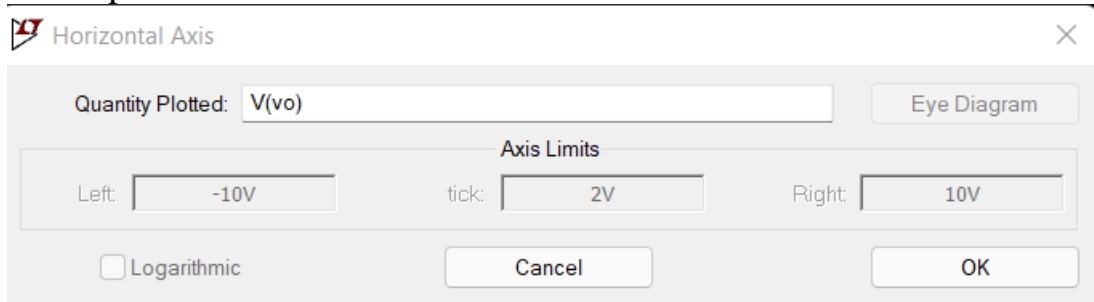 Horizontal Axis
Quantity Plotted: V(vo) Eye Diagram
Axis Limits
Left: -10V tick: 2V Right: 10V
Logarithmic Cancel OK